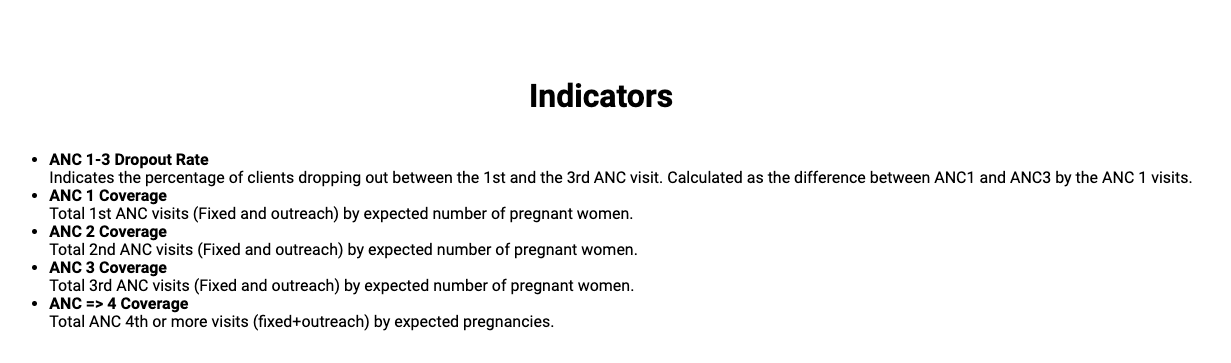 Indicators
• ANC 1-3 Dropout Rate
Indicates the percentage of clients dropping out between the 1st and the 3rd ANC visit. Calculated as the difference between ANC1 and ANC3 by the ANC 1 visits.
• ANC 1 Coverage
Total 1st ANC visits (Fixed and outreach) by expected number of pregnant women.
• ANC 2 Coverage
Total 2nd ANC visits (Fixed and outreach) by expected number of pregnant women.
• ANC 3 Coverage
Total 3rd ANC visits (Fixed and outreach) by expected number of pregnant women.
• ANC => 4 Coverage
Total ANC 4th or more visits (fixed+outreach) by expected pregnancies.